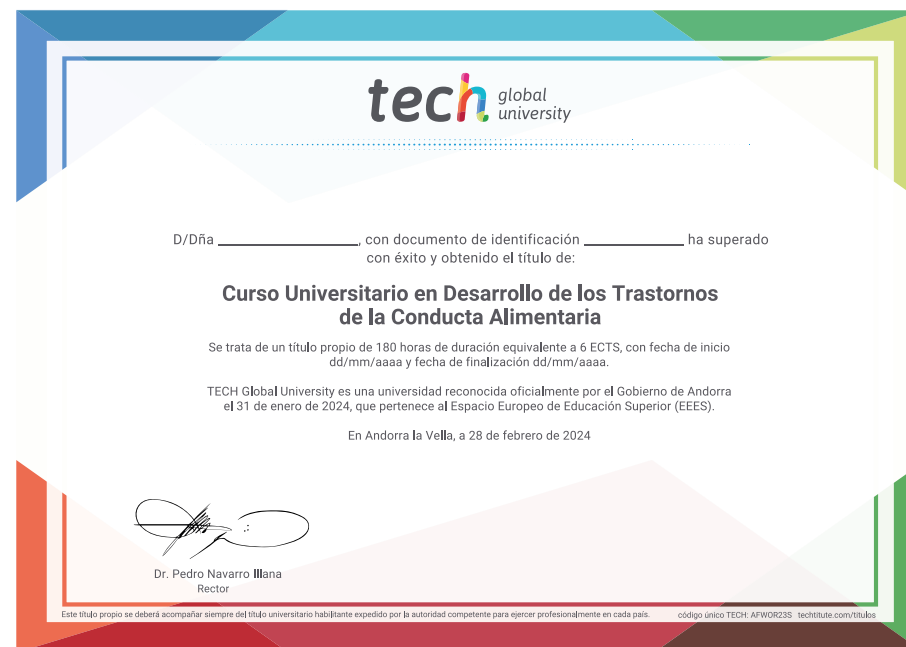 tech global university
D/Dña ____________________, con documento de identificación ______________ ha superado
con éxito y obtenido el título de:
Curso Universitario en Desarrollo de los Trastornos
de la Conducta Alimentaria
Se trata de un título propio de 180 horas de duración equivalente a 6 ECTS, con fecha de inicio
dd/mm/aaaa y fecha de finalización dd/mm/aaaa.
TECH Global University es una universidad reconocida oficialmente por el Gobierno de Andorra
el 31 de enero de 2024, que pertenece al Espacio Europeo de Educación Superior (EEES).
En Andorra la Vella, a 28 de febrero de 2024
Dr. Pedro Navarro Illana
Rector
Este título propio se deberá acompañar siempre del título universitario habilitante expedido por la autoridad competente para ejercer profesionalmente en cada país. código único TECH: AFWOR23S techtitute.com/titulos